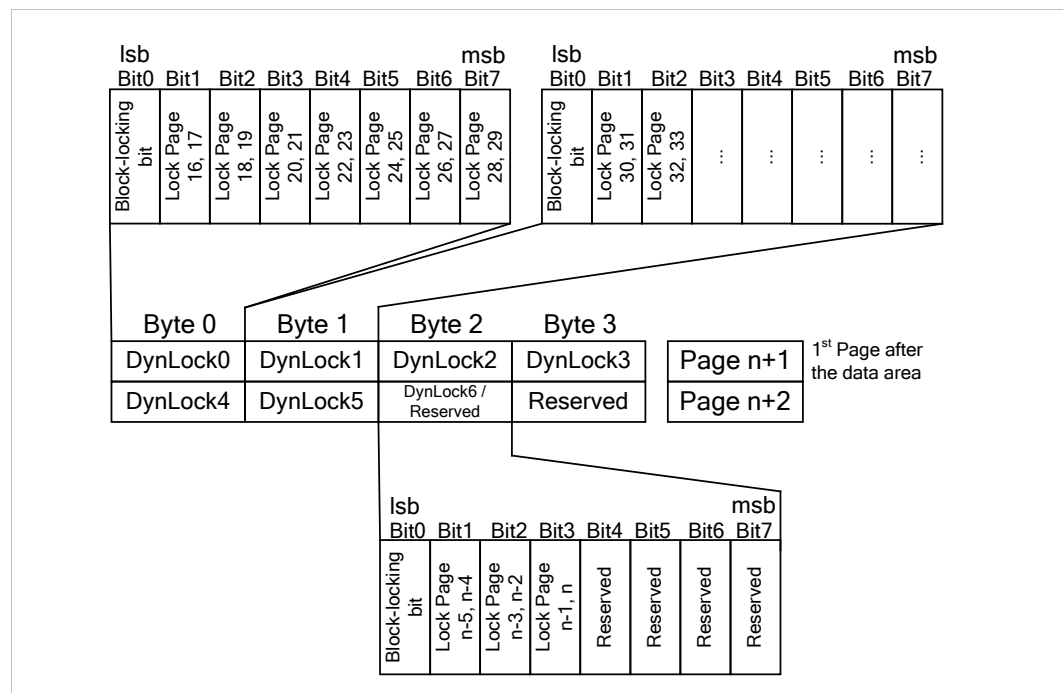 lsb msb
Bit0 Bit1 Bit2 Bit3 Bit4 Bit5 Bit6 Bit7
Block-locking
bit
Lock Page
16, 17
Lock Page
18, 19
Lock Page
20, 21
Lock Page
22, 23
Lock Page
24, 25
Lock Page
26, 27
Lock Page
28, 29
lsb msb
Bit0 Bit1 Bit2 Bit3 Bit4 Bit5 Bit6 Bit7
Block-locking
bit
Lock Page
30, 31
Lock Page
32, 33
...
...
...
...
...
Byte 0 Byte 1 Byte 2 Byte 3
DynLock0 DynLock1 DynLock2 DynLock3 Page n+1
1st Page after
the data area
DynLock4 DynLock5 DynLock6 /
Reserved
Reserved Page n+2
lsb msb
Bit0 Bit1 Bit2 Bit3 Bit4 Bit5 Bit6 Bit7
Block-locking
bit
Lock Page
n-5, n-4
Lock Page
n-3, n-2
Lock Page
n-1, n
Reserved
Reserved
Reserved
Reserved